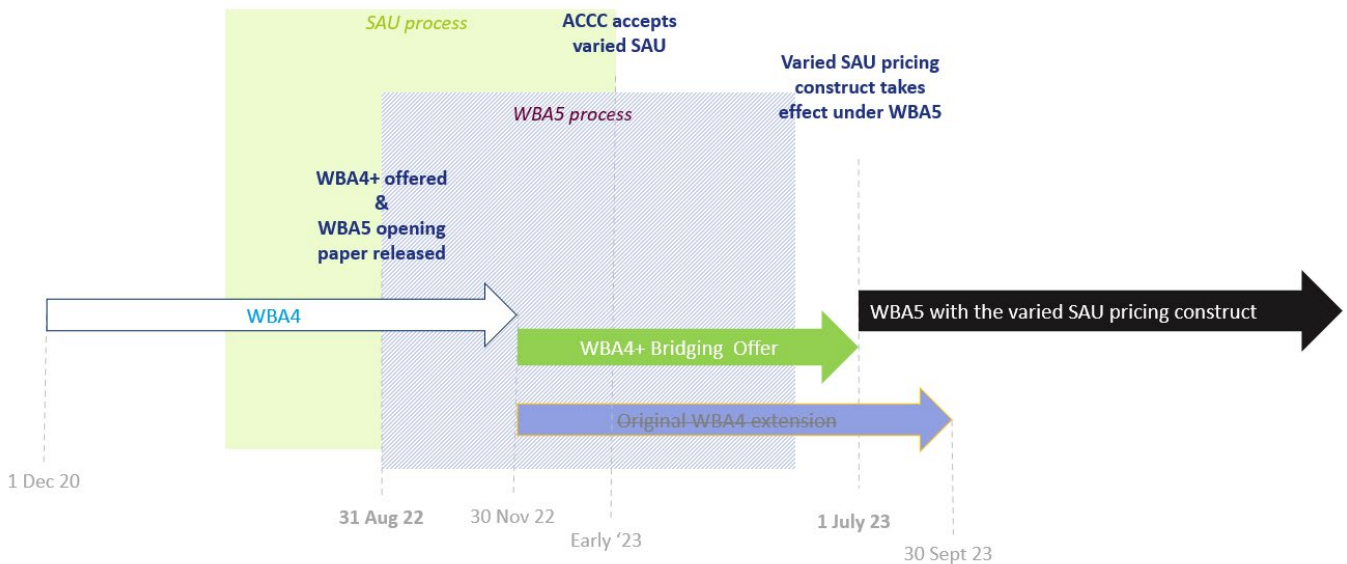 SAU process
ACCC accepts
varied SAU
Varied SAU pricing
construct takes
effect under WBA5
WBA5 process
WBA4+ offered
&
WBA5 opening
paper released
WBA4
WBA5 with the varied SAU pricing construct
WBA4+ Bridging Offer
Original WBA4 extension
1 Dec 20
31 Aug 22
30 Nov 22
Early ‘23
1 July 23
30 Sept 23